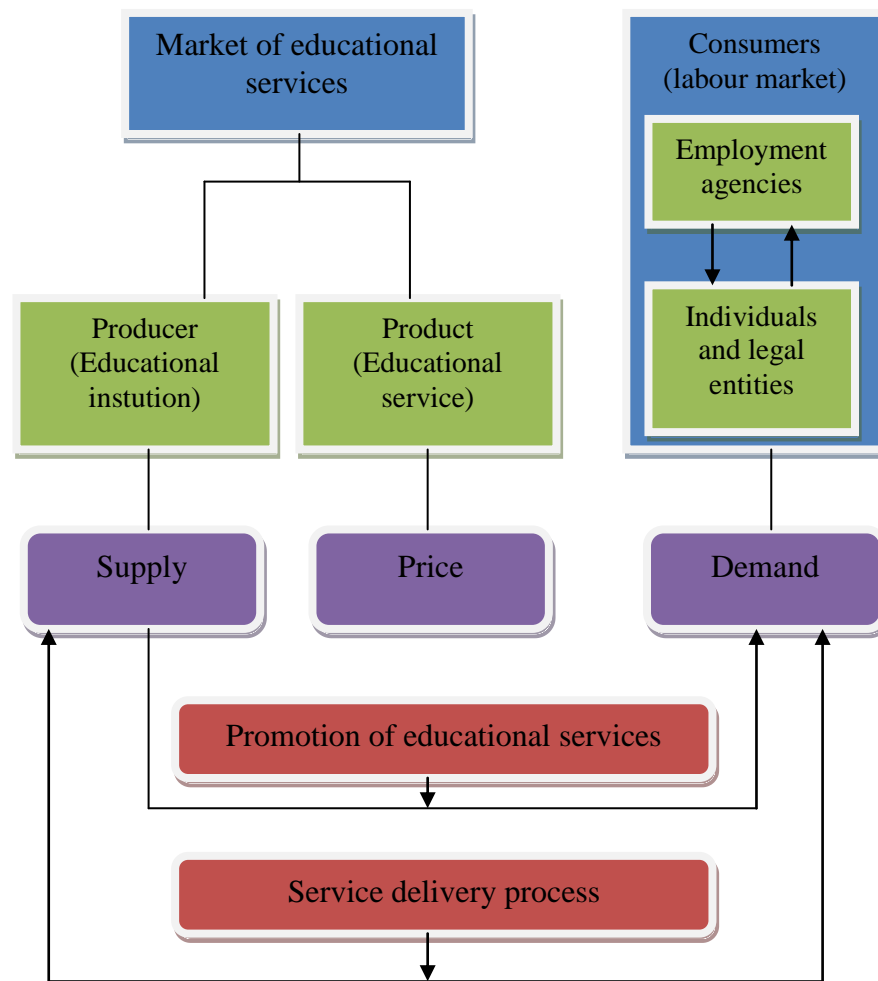 Market of educational
services
Consumers
(labour market)
Employment
agencies
Individuals
and legal
entities
Producer
(Educational
instution)
Product
(Educational
service)
Supply
Price
Demand
Promotion of educational services
Service delivery process